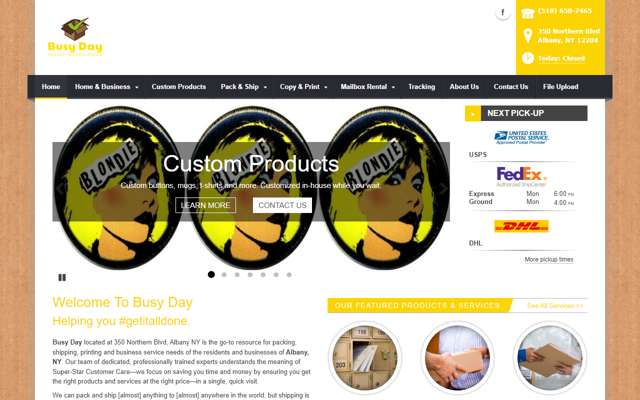 f
(518) 650-7465
350 Northern Blvd
Albany, NY 12204
Today: Closed
Busy Day
Home
Home & Business
Custom Products
Pack & Ship
Copy & Print
Mailbox Rental
Tracking
About Us
Contact Us
File Upload
BLONDIE
BLONDIE
BLONDIE
Custom Products
Custom buttons, mugs, t-shirts and more. Customized in-house while you wait.
LEARN MORE
CONTACT US
NEXT PICK-UP
UNITED STATES POSTAL SERVICE
Approved Postal Provider
USPS
FedEx
Authorized ShipCenter
Express Mon 6:00 PM
Ground Mon 4:00 PM
DHL
DHL
More pickup times
Welcome To Busy Day
Helping you #getitalldone.
Busy Day located at 350 Northern Blvd, Albany NY is the go-to resource for packing,
shipping, printing and business service needs of the residents and businesses of Albany,
NY. Our team of dedicated, professionally trained experts understands the meaning of
Super-Star Customer Care—we focus on saving you time and money by ensuring you get
the right products and services at the right price—in a single, quick visit.
We can pack and ship [almost] anything to [almost] anywhere in the world, but shipping is
OUR FEATURED PRODUCTS & SERVICES
See All Services >>
203